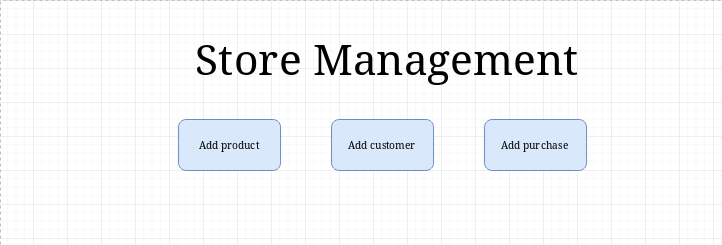 Store Management
Add product
Add customer
Add purchase